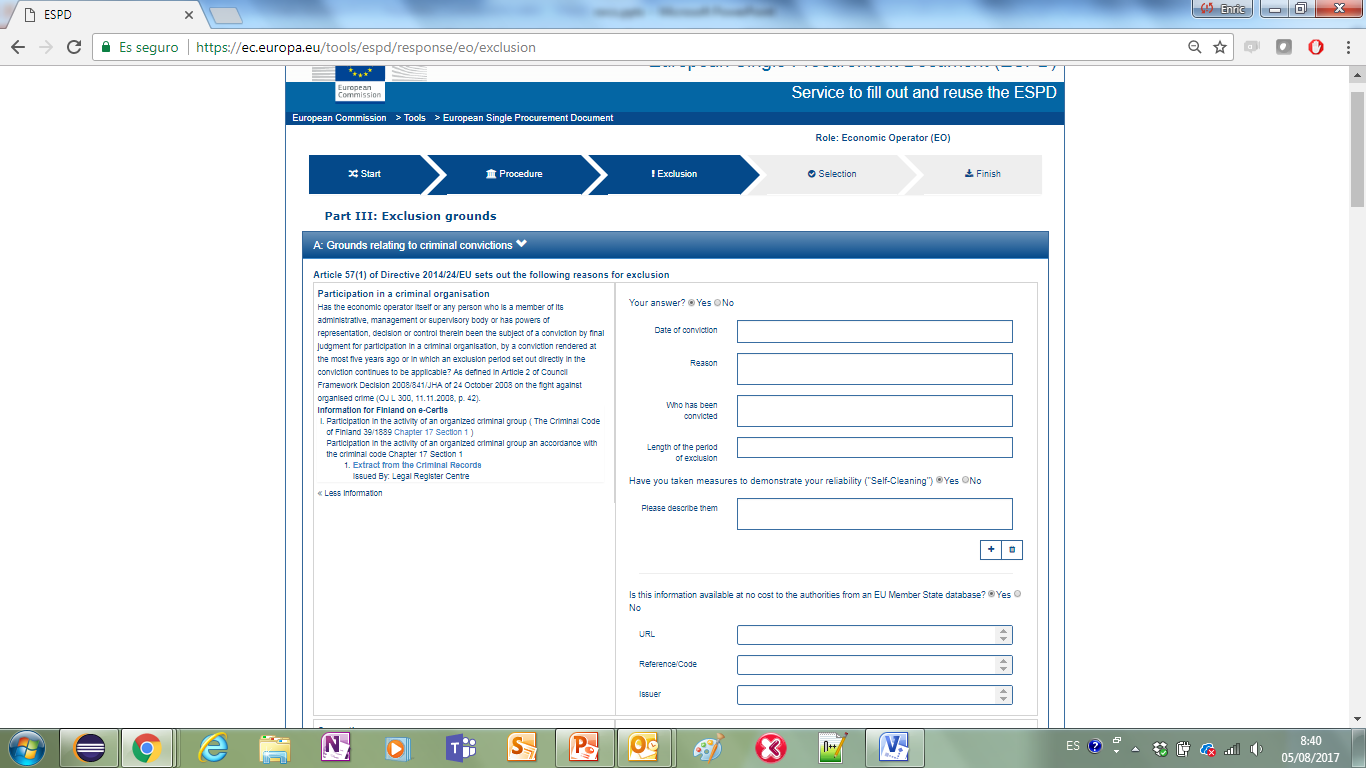 ESPD
Enric
Es seguro
https://ec.europa.eu/tools/espd/response/eo/exclusion
European Single Procurement Document (ESPD)
European
Commission
Service to fill out and reuse the ESPD
European Commission > Tools > European Single Procurement Document
Role: Economic Operator (EO)
Start
Procedure
Exclusion
Selection
Finish
Part III: Exclusion grounds
A: Grounds relating to criminal convictions
Article 57(1) of Directive 2014/24/EU sets out the following reasons for exclusion
Participation in a criminal organisation
Has the economic operator itself or any person who is a member of its
administrative, management or supervisory body or has powers of
representation, decision or control therein been the subject of a conviction by final
judgment for participation in a criminal organisation, by a conviction rendered at
the most five years ago or in which an exclusion period set out directly in the
conviction continues to be applicable? As defined in Article 2 of Council
Framework Decision 2008/841/JHA of 24 October 2008 on the fight against
organised crime (OJ L 300, 11.11.2008, p. 42).
Information for Finland on e-Certis
I. Participation in the activity of an organized criminal group ( The Criminal Code
of Finland 39/1889 Chapter 17 Section 1 )
Participation in the activity of an organized criminal group an accordance with
the criminal code Chapter 17 Section 1
1. Extract from the Criminal Records
Issued By: Legal Register Centre
« Less information
Your answer? Yes No
Date of conviction
Reason
Who has been
convicted
Length of the period
of exclusion
Have you taken measures to demonstrate your reliability ("Self-Cleaning") Yes No
Please describe them
Is this information available at no cost to the authorities from an EU Member State database? Yes
No
URL
Reference/Code
Issuer
ES
8:40
05/08/2017